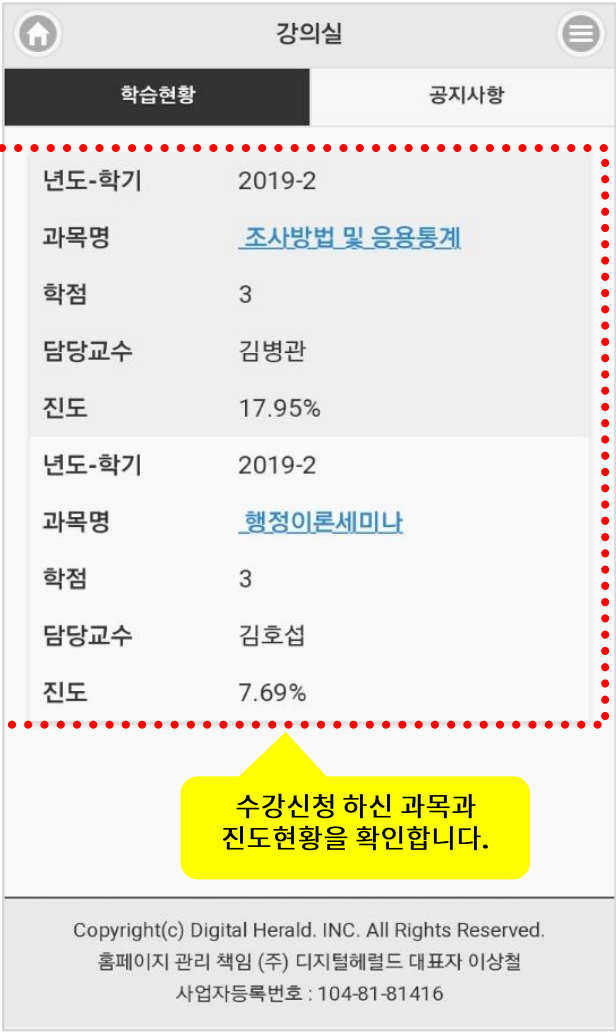 강의실
학습현황 공지사항
년도-학기 2019-2
과목명 조사방법 및 응용통계
학점 3
담당교수 김병관
진도 17.95%
년도-학기 2019-2
과목명 행정이론세미나
학점 3
담당교수 김호섭
진도 7.69%
수강신청 하신 과목과
진도현황을 확인합니다.
Copyright(c) Digital Herald. INC. All Rights Reserved.
홈페이지 관리 책임 (주) 디지털헤럴드 대표자 이상철
사업자등록번호 : 104-81-81416